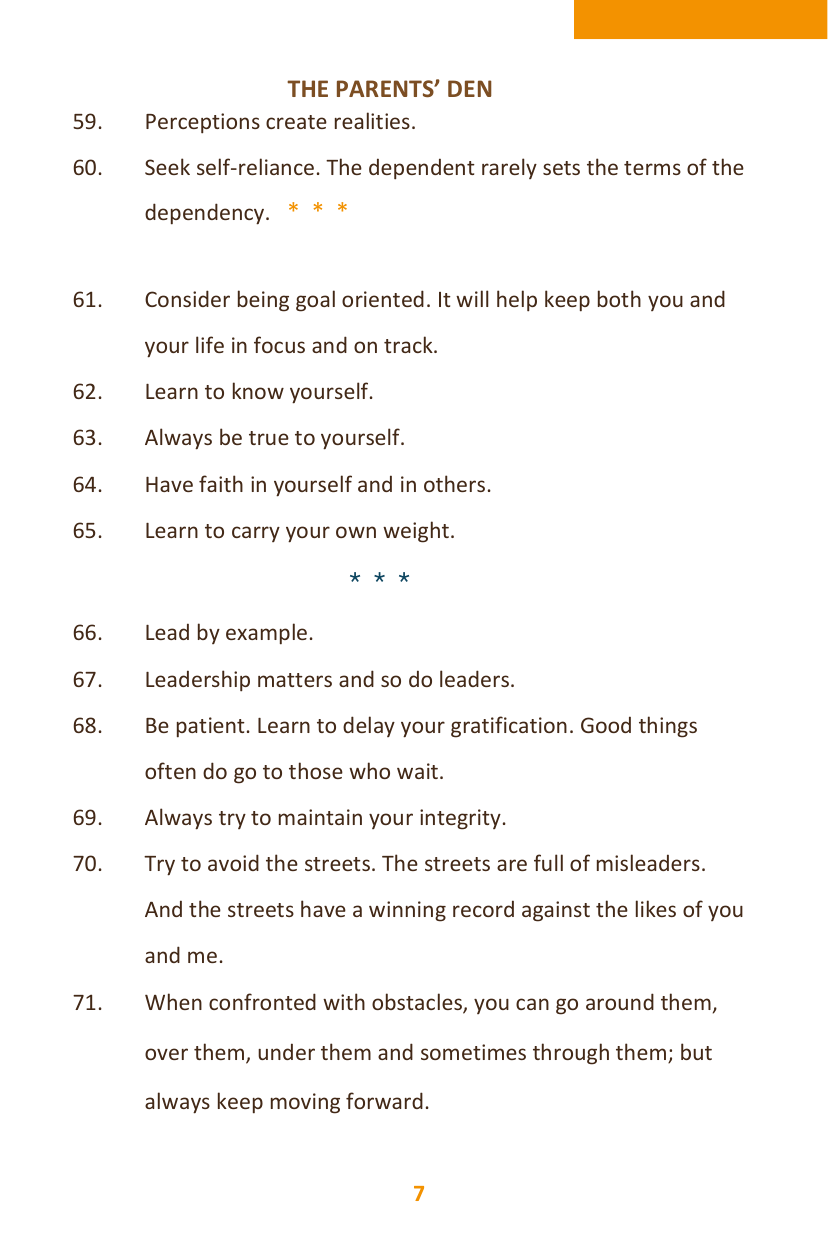 THE PARENTS’ DEN
59. Perceptions create realities.
60. Seek self-reliance. The dependent rarely sets the terms of the
dependency. * * *
61. Consider being goal oriented. It will help keep both you and
your life in focus and on track.
62. Learn to know yourself.
63. Always be true to yourself.
64. Have faith in yourself and in others.
65. Learn to carry your own weight.
* * *
66. Lead by example.
67. Leadership matters and so do leaders.
68. Be patient. Learn to delay your gratification. Good things
often do go to those who wait.
69. Always try to maintain your integrity.
70. Try to avoid the streets. The streets are full of misleaders.
And the streets have a winning record against the likes of you
and me.
71. When confronted with obstacles, you can go around them,
over them, under them and sometimes through them; but
always keep moving forward.
7